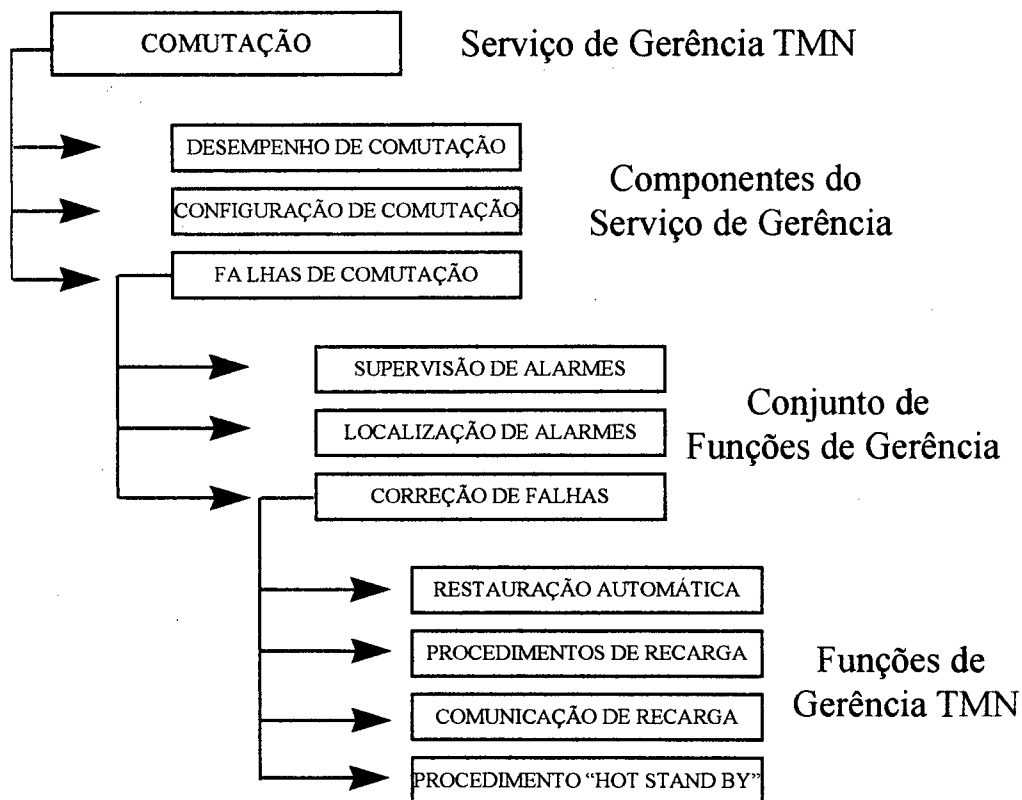 COMUTAÇÃO
Serviço de Gerência TMN
DESEMPENHO DE COMUTAÇÃO
CONFIGURAÇÃO DE COMUTAÇÃO
FA LHAS DE COMUTAÇÃO
Componentes do
Serviço de Gerência
SUPERVISÃO DE ALARMES
LOCALIZAÇÃO DE ALARMES
CORREÇÃO DE FALHAS
Conjunto de
Funções de Gerência
RESTAURAÇÃO AUTOMÁTICA
PROCEDIMENTOS DE RECARGA
COMUNICAÇÃO DE RECARGA
PROCEDIMENTO “HOT STAND BY”
Funções de
Gerência TMN